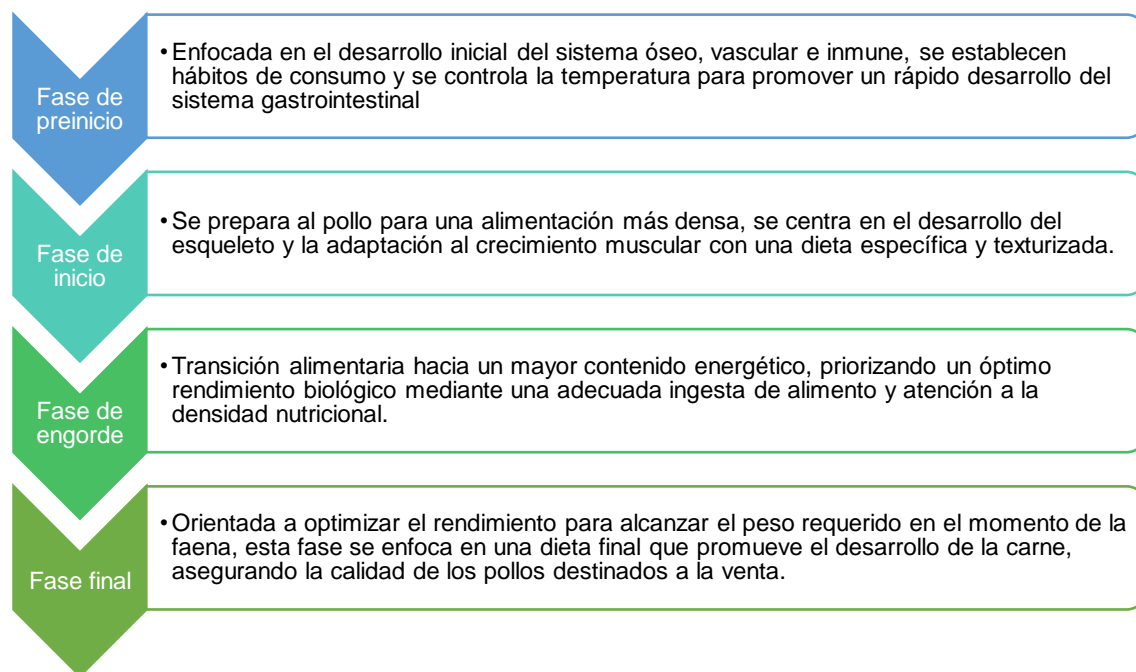 Fase de
preinicio
• Enfocada en el desarrollo inicial del sistema óseo, vascular e inmune, se establecen
hábitos de consumo y se controla la temperatura para promover un rápido desarrollo del
sistema gastrointestinal
Fase de
inicio
• Se prepara al pollo para una alimentación más densa, se centra en el desarrollo del
esqueleto y la adaptación al crecimiento muscular con una dieta específica y texturizada.
Fase de
engorde
• Transición alimentaria hacia un mayor contenido energético, priorizando un óptimo
rendimiento biológico mediante una adecuada ingesta de alimento y atención a la
densidad nutricional.
Fase final
• Orientada a optimizar el rendimiento para alcanzar el peso requerido en el momento de la
faena, esta fase se enfoca en una dieta final que promueve el desarrollo de la carne,
asegurando la calidad de los pollos destinados a la venta.